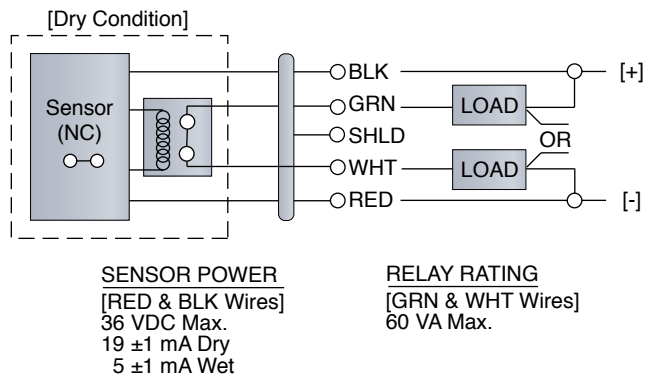 [Dry Condition]
Sensor
(NC)
BLK
GRN
SHLD
WHT
RED
LOAD
OR
LOAD
[+]
[-]
SENSOR POWER
[RED & BLK Wires]
36 VDC Max.
19 ±1 mA Dry
5 ±1 mA Wet
RELAY RATING
[GRN & WHT Wires]
60 VA Max.